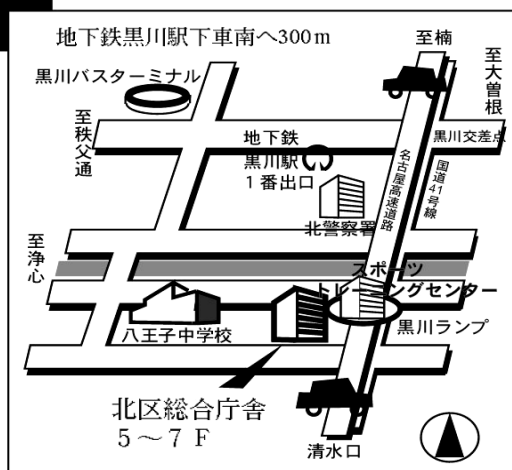 地下鉄黒川駅下車南へ300m
至楠
至大曽根
黒川バスターミナル
至秩父通
地下鉄
黒川駅
1番出口
黒川交差点
名古屋高速道路
国道41号線
北警察署
至浄心
スポーツ
トレーニングセンター
八王子中学校
黒川ランプ
北区総合庁舎
5～7F
清水口